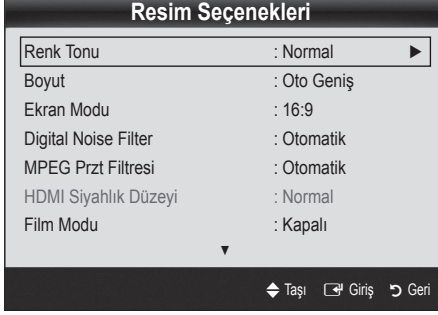 Resim Seçenekleri
Renk Tonu : Normal ►
Boyut : Oto Geniş
Ekran Modu : 16:9
Digital Noise Filter : Otomatik
MPEG Przt Filtresi : Otomatik
HDMI Siyahlık Düzeyi : Normal
Film Modu : Kapalı
▼
Taşı Giriş Geri